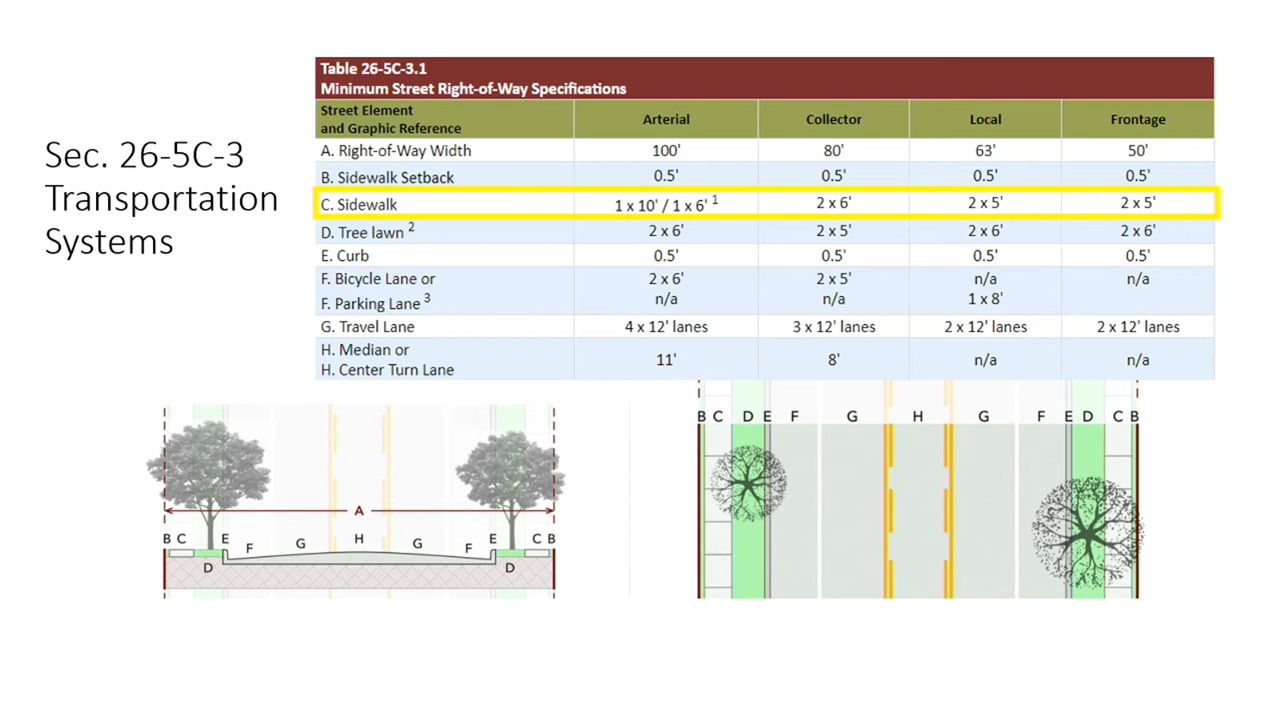 Sec. 26-5C-3
Transportation
Systems
Table 26-5C-3.1
Minimum Street Right-of-Way Specifications
Street Element
and Graphic Reference Arterial Collector Local Frontage
A. Right-of-Way Width 100' 80' 63' 50'
B. Sidewalk Setback 0.5' 0.5' 0.5' 0.5'
C. Sidewalk 1 x 10' / 1 x 6' 1 2 x 6' 2 x 5' 2 x 5'
D. Tree lawn 2 2 x 6' 2 x 5' 2 x 6' 2 x 6'
E. Curb 0.5' 0.5' 0.5' 0.5'
F. Bicycle Lane or 2 x 6' 2 x 5' n/a n/a
F. Parking Lane 3 n/a n/a 1 x 8'
G. Travel Lane 4 x 12' lanes 3 x 12' lanes 2 x 12' lanes 2 x 12' lanes
H. Median or
H. Center Turn Lane 11' 8' n/a n/a
A
B C E F G H G F E C B
D D
B C D E F G H G F E D C B